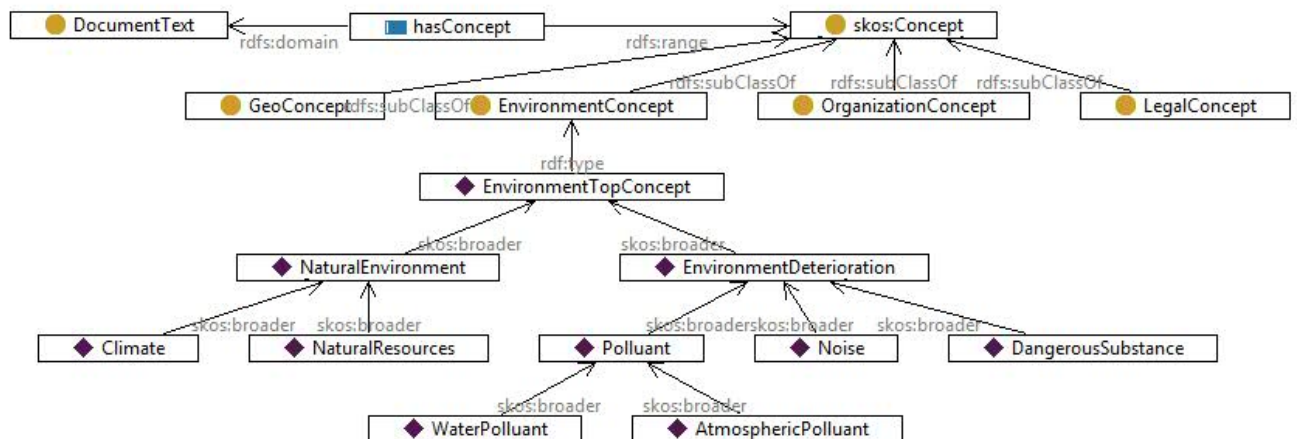 DocumentText
hasConcept
skos:Concept
rdfs:domain
rdfs:range
rdfs:subClassOf
rdfs:subClassOf
rdfs:subClassOf
GeoConcept
rdfs:subClassOf
EnvironmentConcept
OrganizationConcept
LegalConcept
rdf:type
EnvironmentTopConcept
skos:broader
skos:broader
NaturalEnvironment
EnvironmentDeterioration
skos:broader
skos:broader
skos:broader
skos:broader
skos:broader
Climate
NaturalResources
Polluant
Noise
DangerousSubstance
skos:broader
skos:broader
WaterPolluant
AtmosphericPolluant